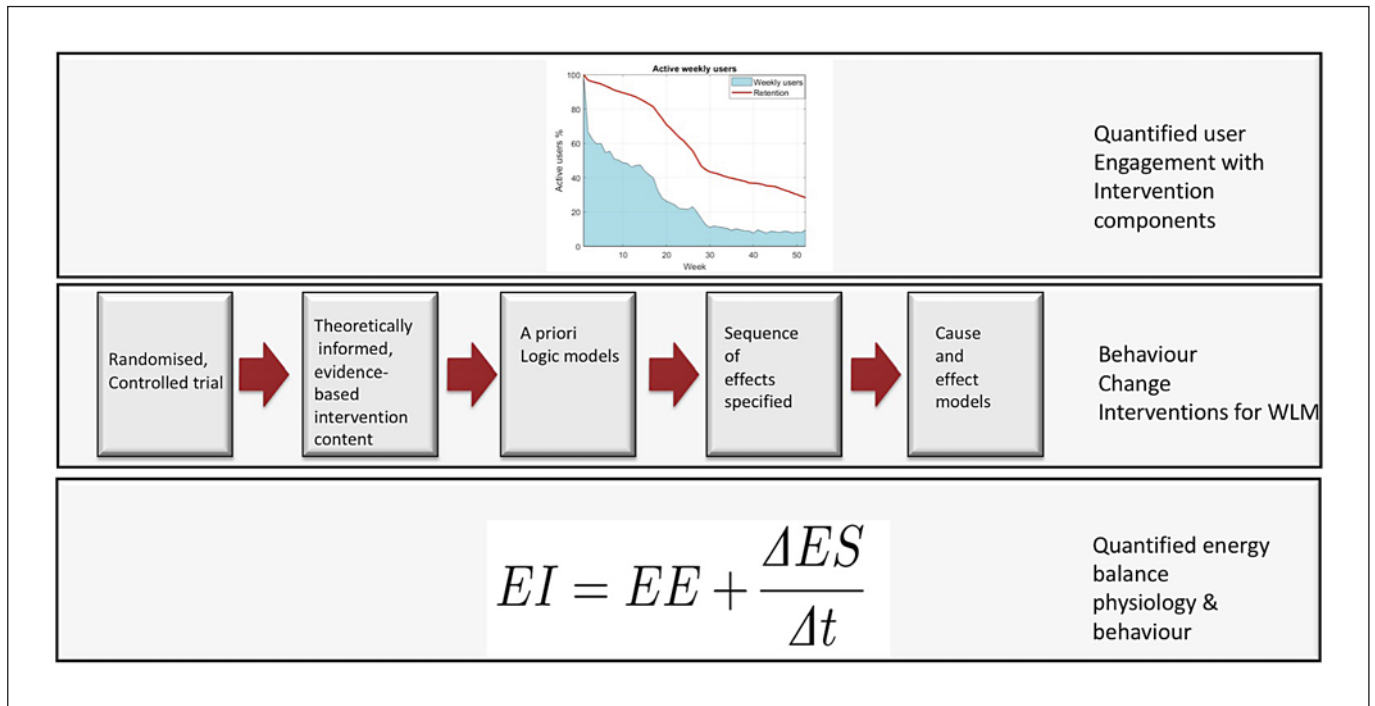 Active weekly users
Weekly users
Retention
100
80
60
40
20
0
Active users %
10
20
30
40
50
Week
Quantified user
Engagement with
Intervention
components
Randomised,
Controlled trial
Theoretically
informed,
evidence-
based
intervention
content
A priori
Logic models
Sequence
of
effects
specified
Cause
and
effect
models
Behaviour
Change
Interventions for WLM
EI = EE + ΔES/Δt
Quantified energy
balance
physiology &
behaviour